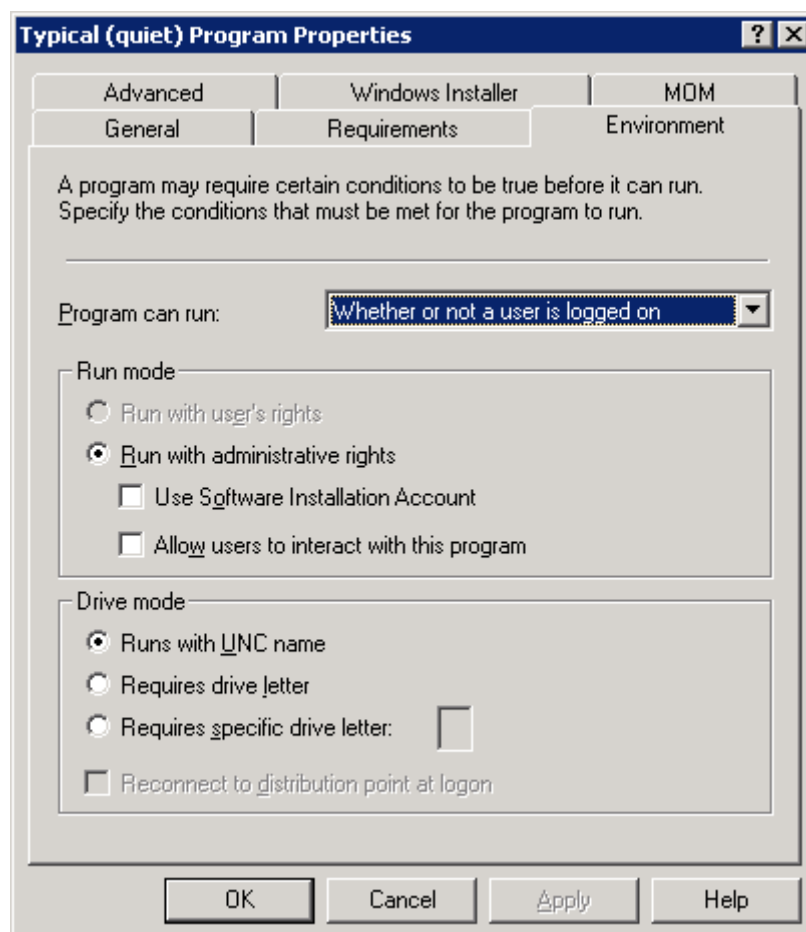 Typical (quiet) Program Properties
Advanced Windows Installer MOM
General Requirements Environment
A program may require certain conditions to be true before it can run.
Specify the conditions that must be met for the program to run.
Program can run: Whether or not a user is logged on
Run mode
Run with user's rights
Run with administrative rights
Use Software Installation Account
Allow users to interact with this program
Drive mode
Runs with UNC name
Requires drive letter
Requires specific drive letter:
Reconnect to distribution point at logon
OK Cancel Apply Help